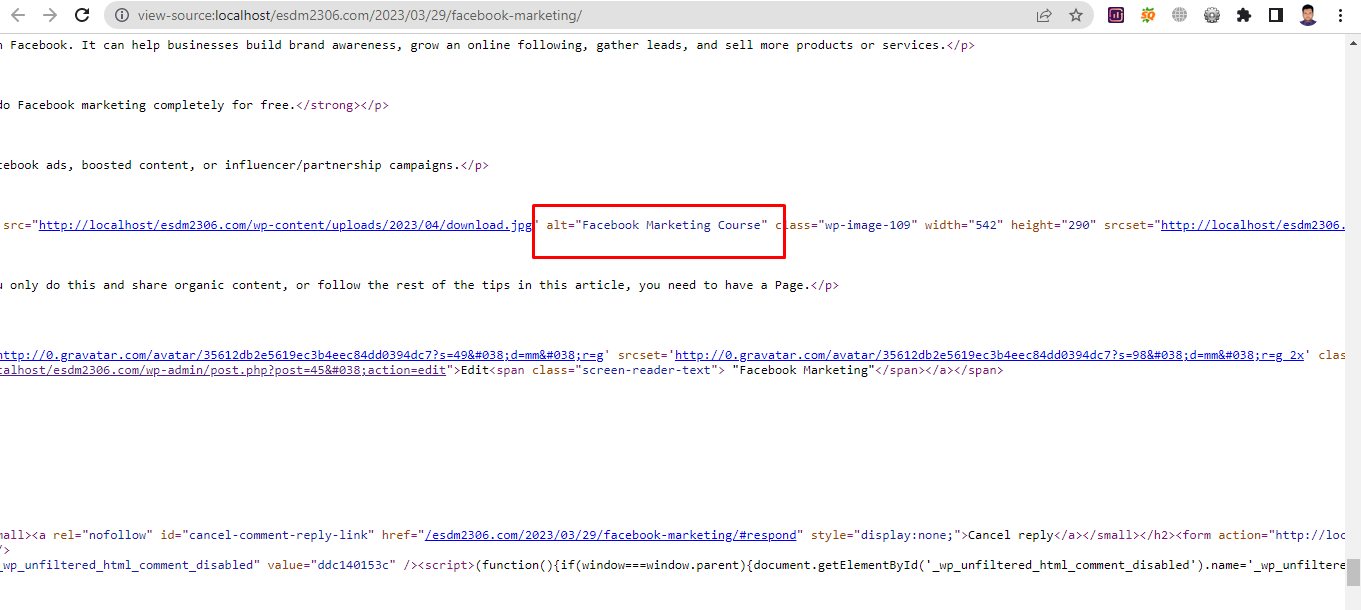 view-source:localhost/esdm2306.com/2023/03/29/facebook-marketing/
n Facebook. It can help businesses build brand awareness, grow an online following, gather leads, and sell more products or services.</p>
do Facebook marketing completely for free.</strong></p>
cebook ads, boosted content, or influencer/partnership campaigns.</p>
src="http://localhost/esdm2306.com/wp-content/uploads/2023/04/download.jpg" alt="Facebook Marketing Course" class="wp-image-109" width="542" height="290" srcset="http://localhost/esdm2306.
u only do this and share organic content, or follow the rest of the tips in this article, you need to have a Page.</p>
http://0.gravatar.com/avatar/35612db2e5619ec3b4eec84dd0394dc7?s=49&#038;d=mm&#038;r=g' srcset='http://0.gravatar.com/avatar/35612db2e5619ec3b4eec84dd0394dc7?s=98&#038;d=mm&#038;r=g 2x' clas
calhost/esdm2306.com/wp-admin/post.php?post=45&#038;action=edit">Edit<span class="screen-reader-text"> "Facebook Marketing"</span></a></span>
mall><a rel="nofollow" id="cancel-comment-reply-link" href="/esdm2306.com/2023/03/29/facebook-marketing/#respond" style="display:none;">Cancel reply</a></small></h2><form action="http://loc
/>
_wp_unfiltered_html_comment_disabled" value="ddc140153c" /><script>(function(){if(window===window.parent){document.getElementById('_wp_unfiltered_html_comment_disabled').name='_wp_unfiltere